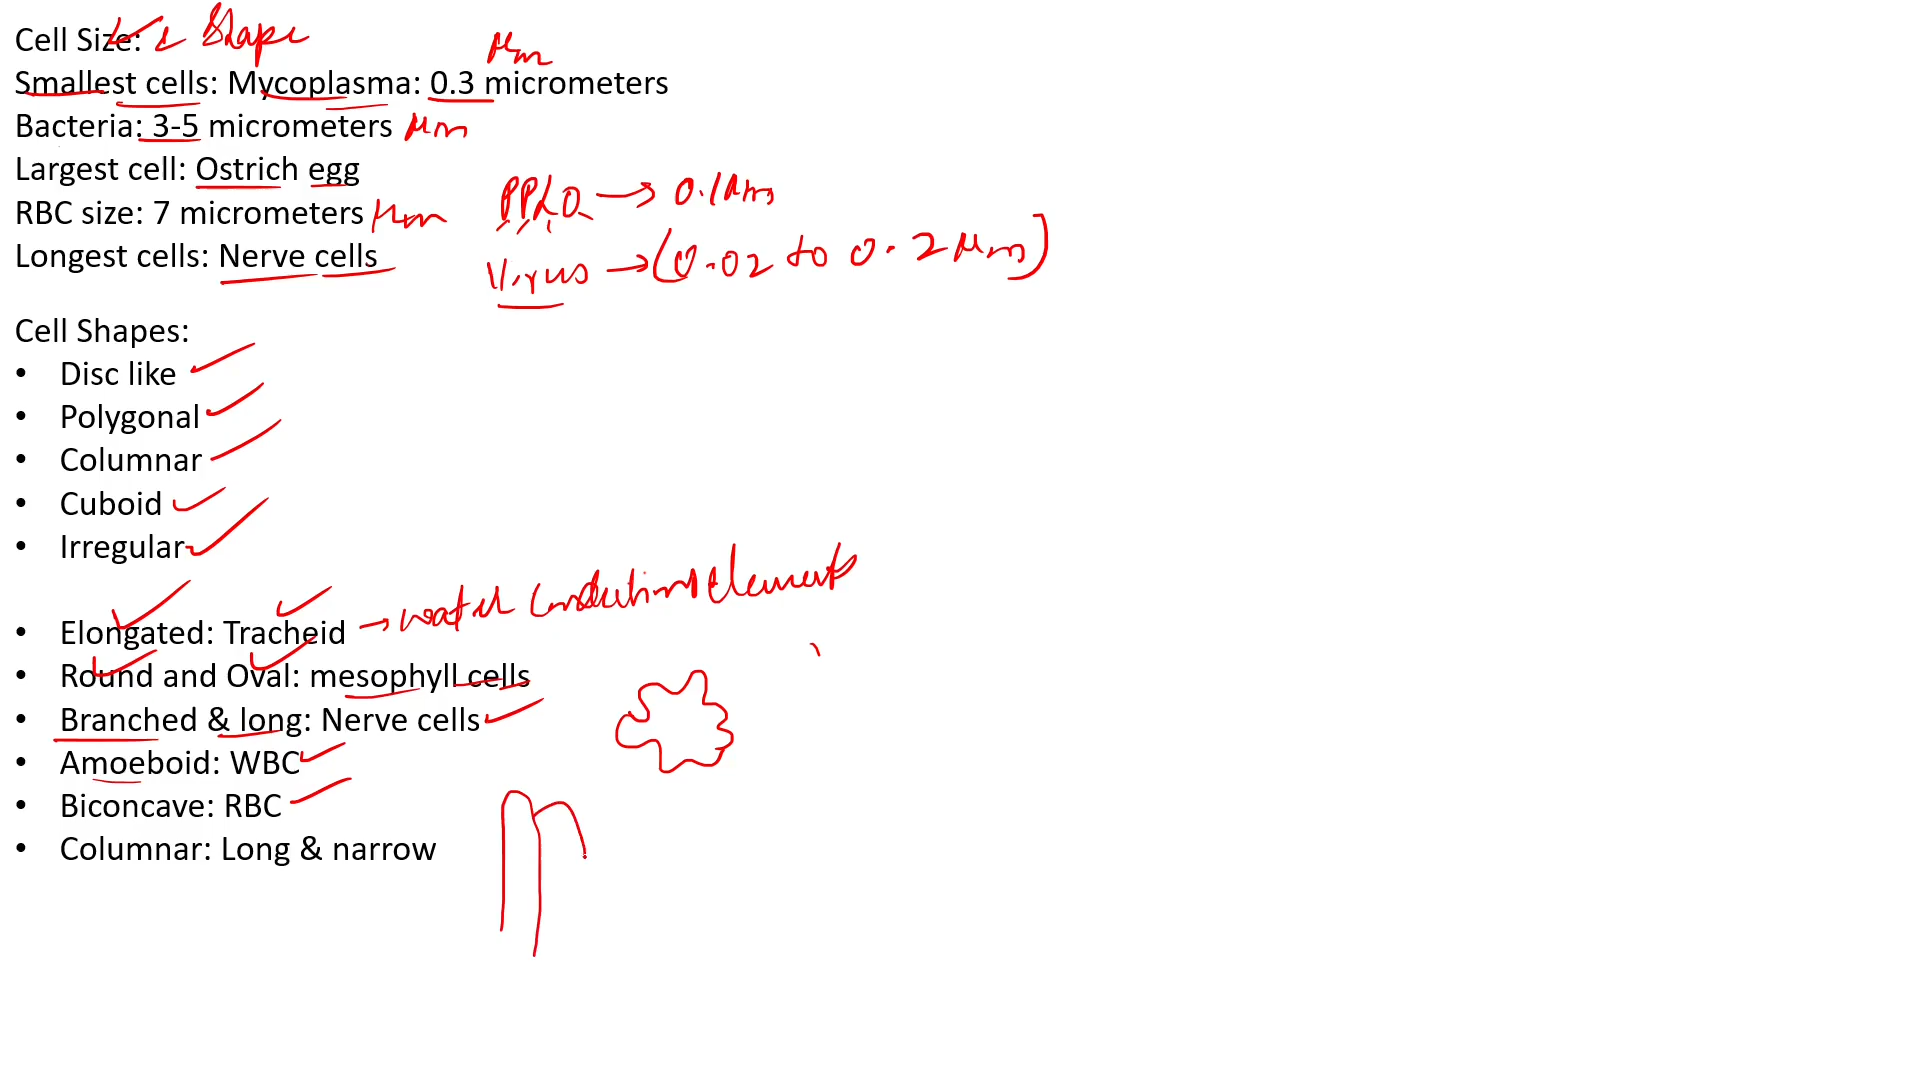 Cell Size: & Shape
μm
Smallest cells: Mycoplasma: 0.3 micrometers
Bacteria: 3-5 micrometers μm
Largest cell: Ostrich egg
PPLO → 0.1μm
RBC size: 7 micrometers μm
Longest cells: Nerve cells
Virus → (0.02 to 0.2μm)
Cell Shapes:
• Disc like
• Polygonal
• Columnar
• Cuboid
• Irregular
• Elongated: Tracheid → water conducting elements
• Round and Oval: mesophyll cells
• Branched & long: Nerve cells
• Amoeboid: WBC
• Biconcave: RBC
• Columnar: Long & narrow